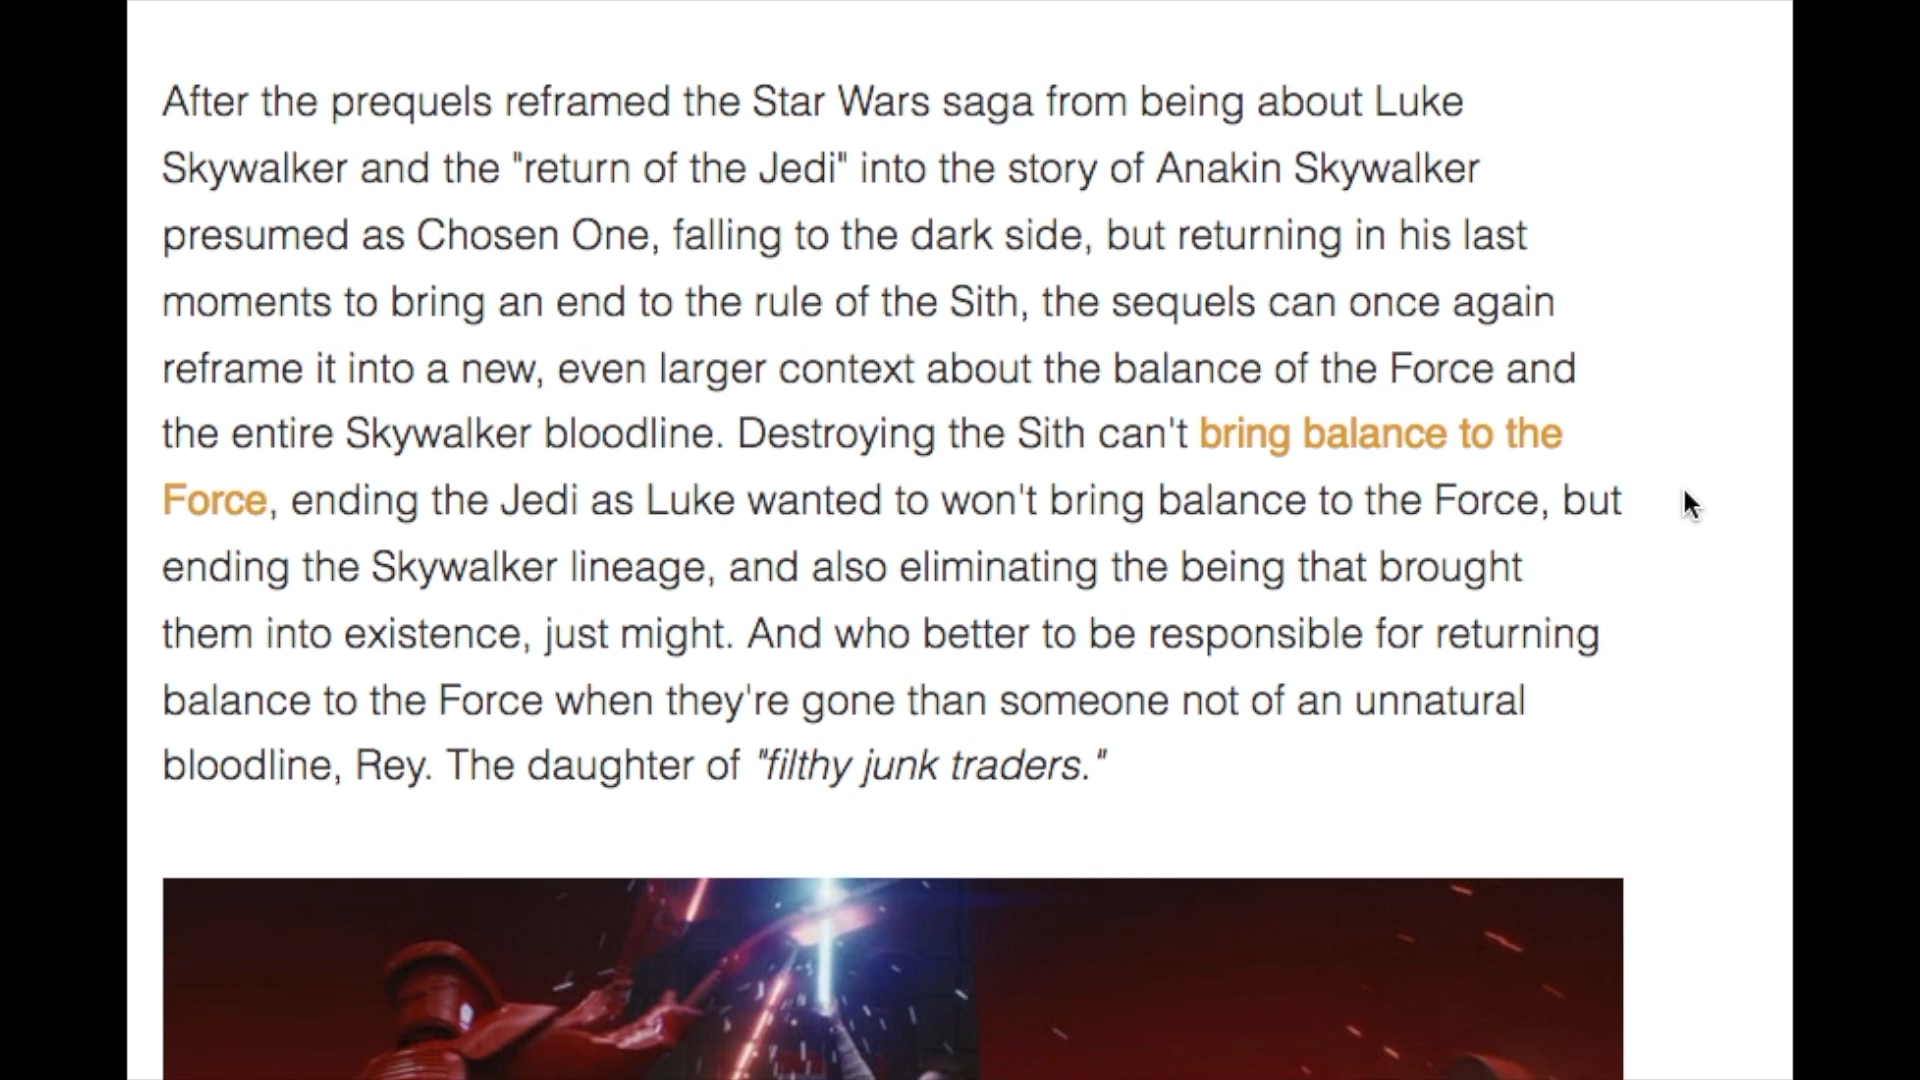 After the prequels reframed the Star Wars saga from being about Luke
Skywalker and the "return of the Jedi" into the story of Anakin Skywalker
presumed as Chosen One, falling to the dark side, but returning in his last
moments to bring an end to the rule of the Sith, the sequels can once again
reframe it into a new, even larger context about the balance of the Force and
the entire Skywalker bloodline. Destroying the Sith can't bring balance to the
Force, ending the Jedi as Luke wanted to won't bring balance to the Force, but
ending the Skywalker lineage, and also eliminating the being that brought
them into existence, just might. And who better to be responsible for returning
balance to the Force when they're gone than someone not of an unnatural
bloodline, Rey. The daughter of "filthy junk traders."